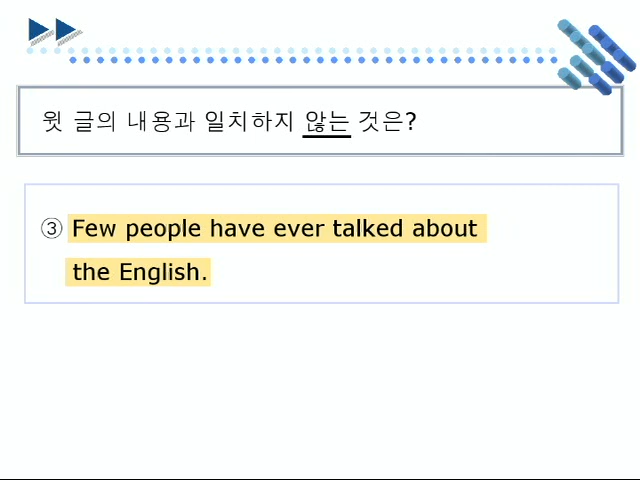 윗 글의 내용과 일치하지 않는 것은?
③ Few people have ever talked about
the English.